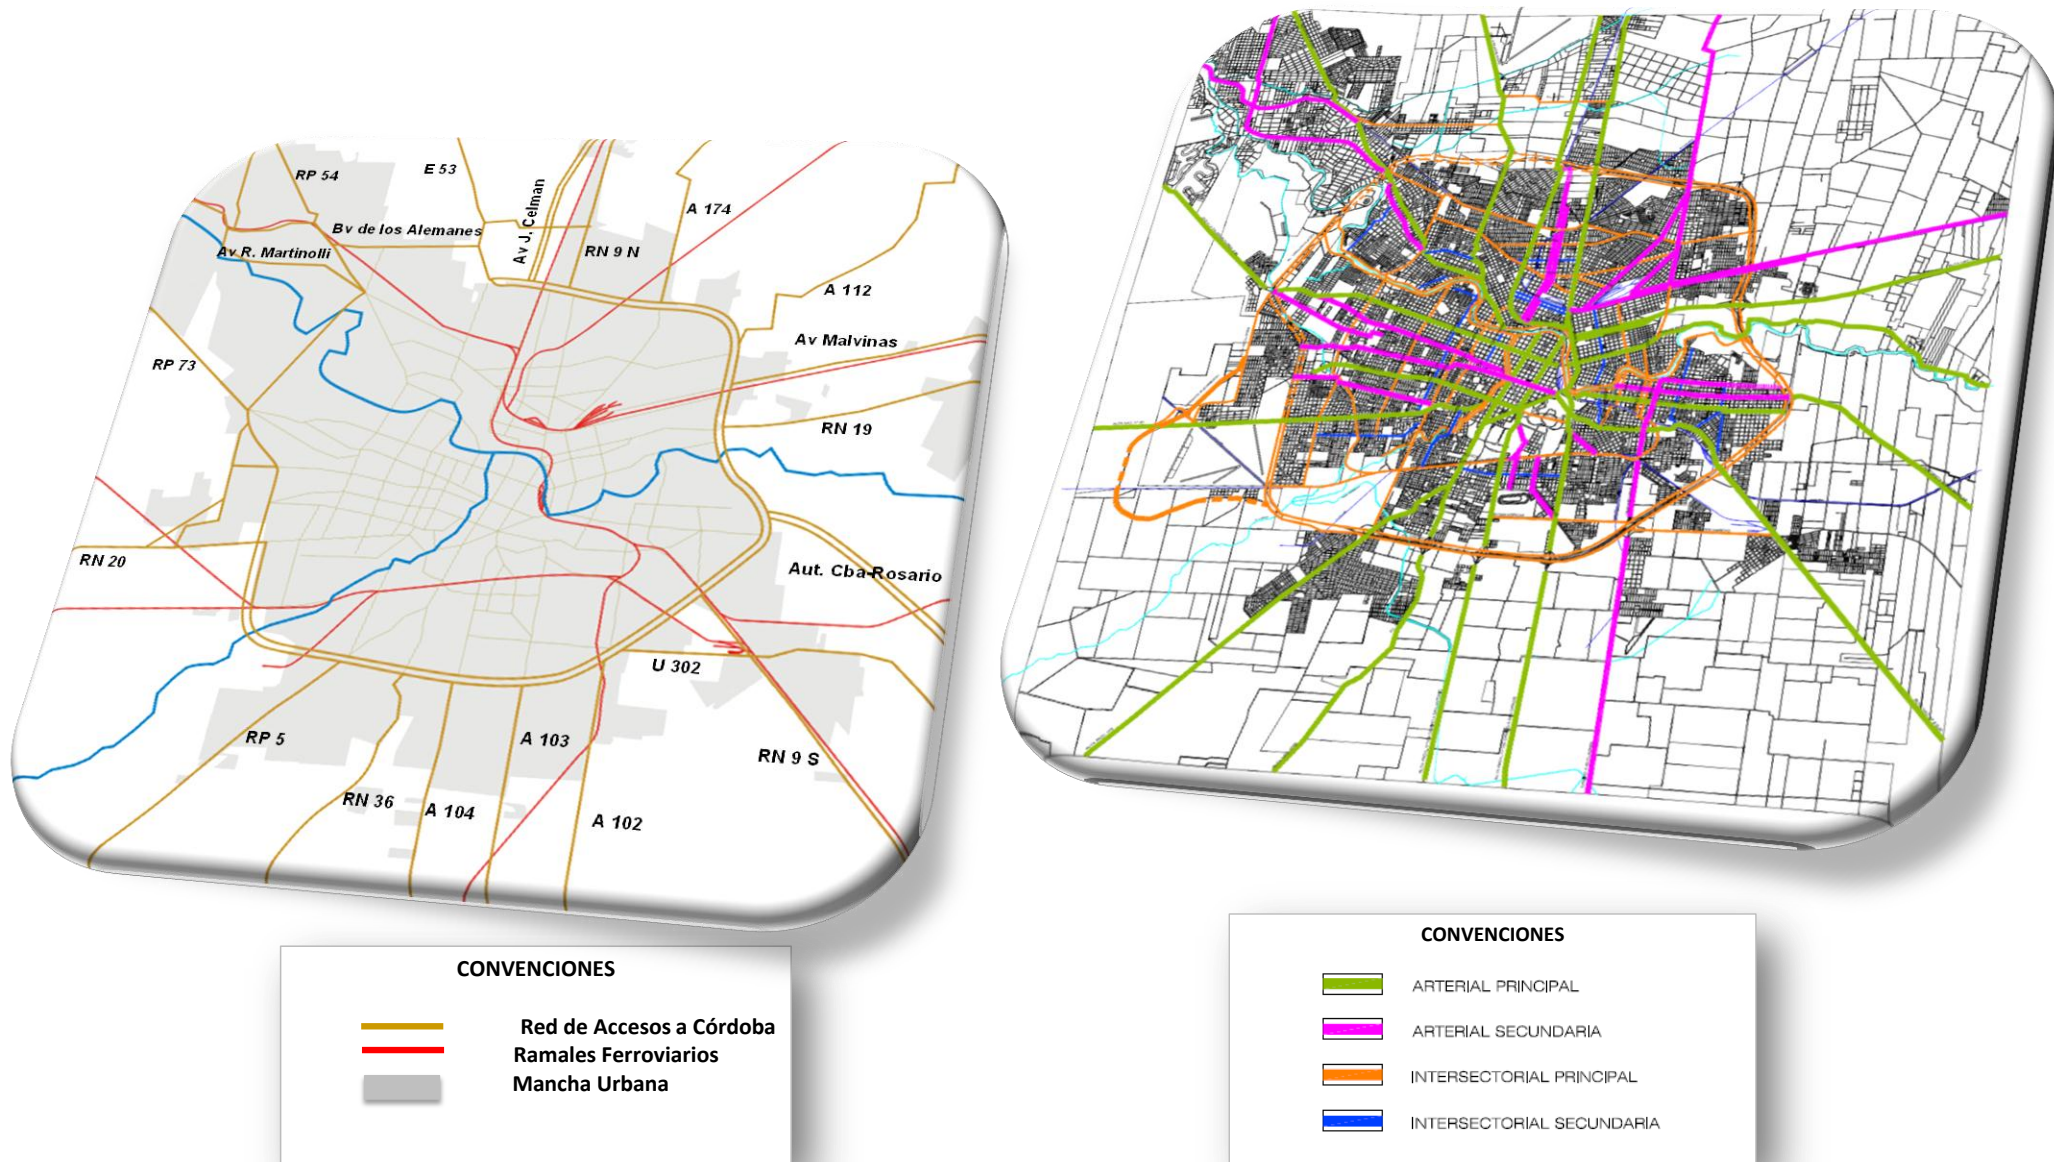 RP 54
E 53
Av J. Celman
A 174
Bv de los Alemanes
Av R. Martinolli
RN 9 N
A 112
Av Malvinas
RP 73
RN 19
RN 20
Aut. Cba-Rosario
U 302
RP 5
A 103
RN 9 S
RN 36
A 104
A 102
CONVENCIONES
Red de Accesos a Córdoba
Ramales Ferroviarios
Mancha Urbana
CONVENCIONES
ARTERIAL PRINCIPAL
ARTERIAL SECUNDARIA
INTERSECTORIAL PRINCIPAL
INTERSECTORIAL SECUNDARIA